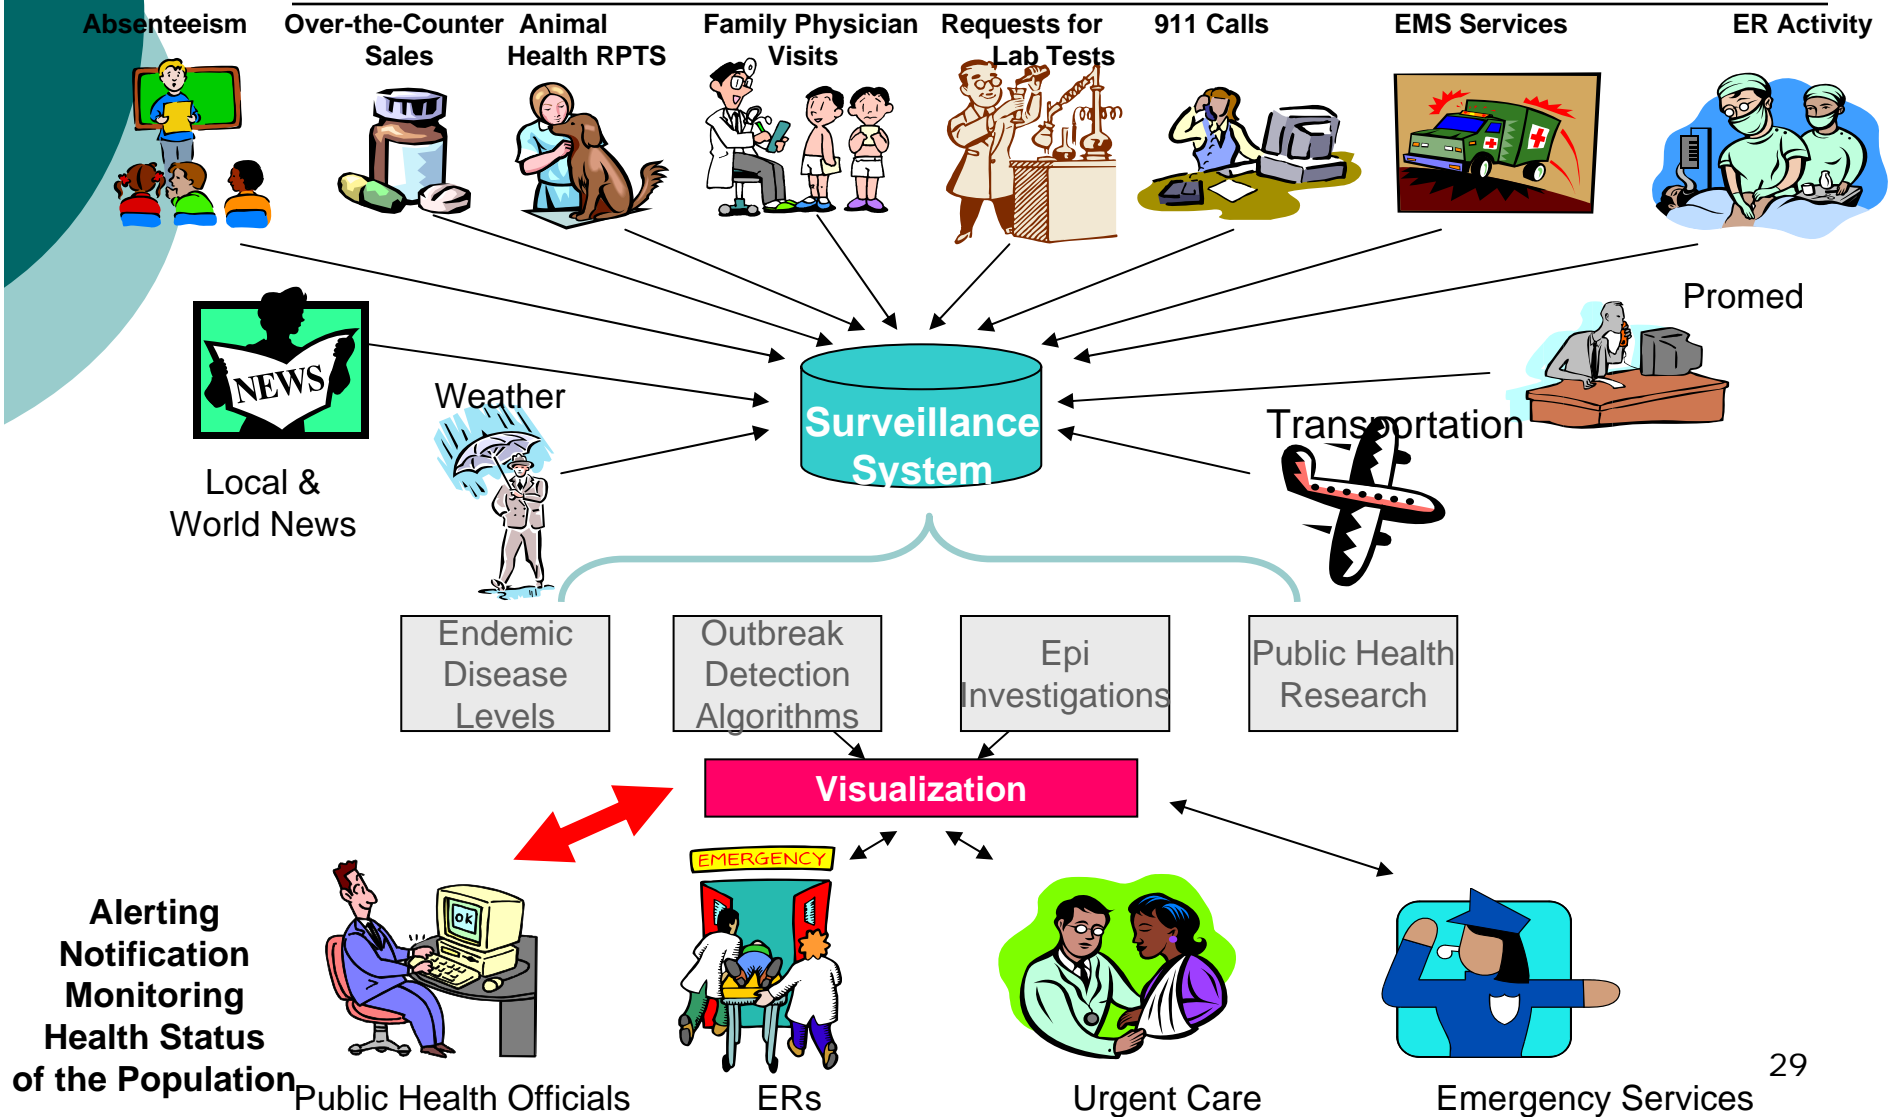 Absenteeism
Over-the-Counter
Sales
Animal
Health RPTS
Family Physician
Visits
Requests for
Lab Tests
911 Calls
EMS Services
ER Activity
NEWS
Local &
World News
Weather
Surveillance
System
Transportation
Promed
Endemic
Disease
Levels
Outbreak
Detection
Algorithms
Epi
Investigations
Public Health
Research
Visualization
Alerting
Notification
Monitoring
Health Status
of the Population
OK
Public Health Officials
EMERGENCY
ERs
Urgent Care
Emergency Services
29